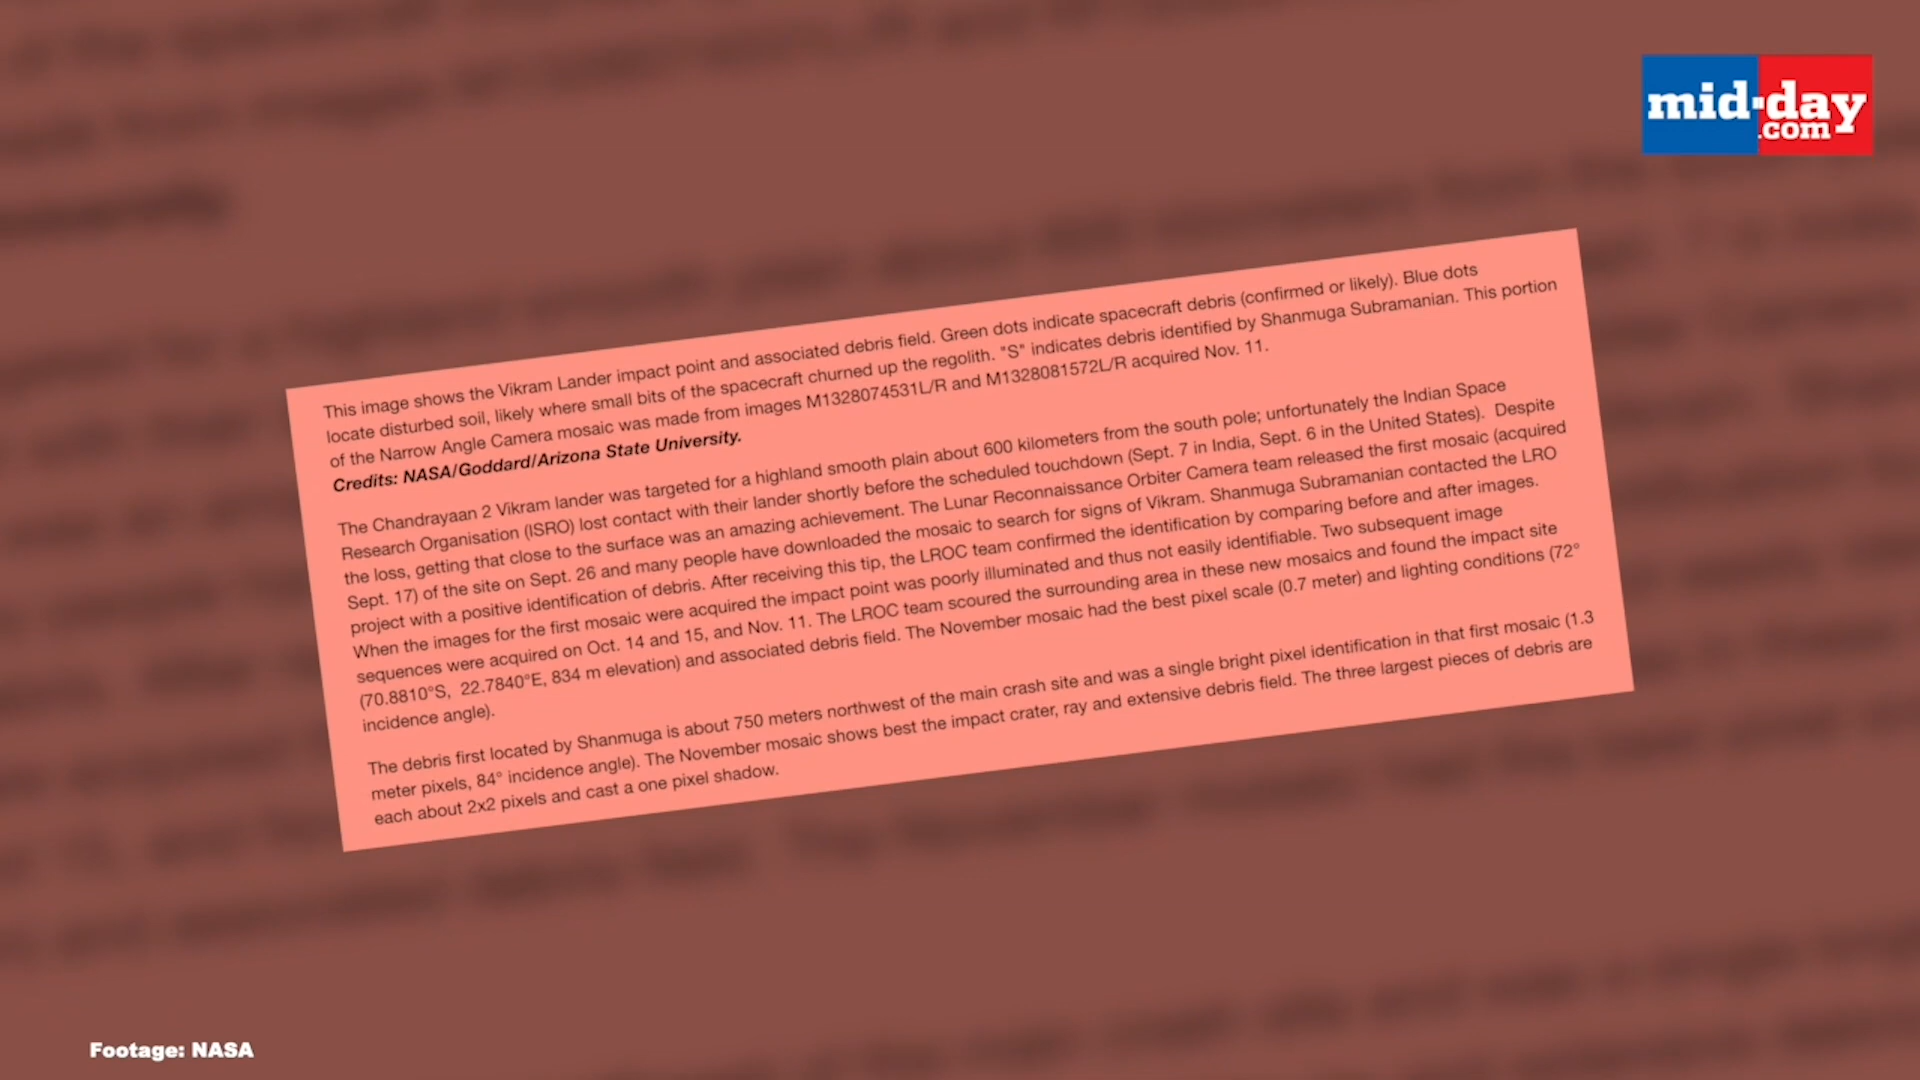 mid-day
.com
This image shows the Vikram Lander impact point and associated debris field. Green dots indicate spacecraft debris (confirmed or likely). Blue dots
locate disturbed soil, likely where small bits of the spacecraft churned up the regolith. "S" indicates debris identified by Shanmuga Subramanian. This portion
of the Narrow Angle Camera mosaic was made from images M1328074531L/R and M1328081572L/R acquired Nov. 11.
Credits: NASA/Goddard/Arizona State University.
The Chandrayaan 2 Vikram lander was targeted for a highland smooth plain about 600 kilometers from the south pole; unfortunately the Indian Space
Research Organisation (ISRO) lost contact with their lander shortly before the scheduled touchdown (Sept. 7 in India, Sept. 6 in the United States).  Despite
the loss, getting that close to the surface was an amazing achievement. The Lunar Reconnaissance Orbiter Camera team released the first mosaic (acquired
Sept. 17) of the site on Sept. 26 and many people have downloaded the mosaic to search for signs of Vikram. Shanmuga Subramanian contacted the LRO
project with a positive identification of debris. After receiving this tip, the LROC team confirmed the identification by comparing before and after images.
When the images for the first mosaic were acquired the impact point was poorly illuminated and thus not easily identifiable. Two subsequent image
sequences were acquired on Oct. 14 and 15, and Nov. 11. The LROC team scoured the surrounding area in these new mosaics and found the impact site
(70.8810°S,  22.7840°E, 834 m elevation) and associated debris field. The November mosaic had the best pixel scale (0.7 meter) and lighting conditions (72°
incidence angle).
The debris first located by Shanmuga is about 750 meters northwest of the main crash site and was a single bright pixel identification in that first mosaic (1.3
meter pixels, 84° incidence angle). The November mosaic shows best the impact crater, ray and extensive debris field. The three largest pieces of debris are
each about 2x2 pixels and cast a one pixel shadow.
Footage: NASA